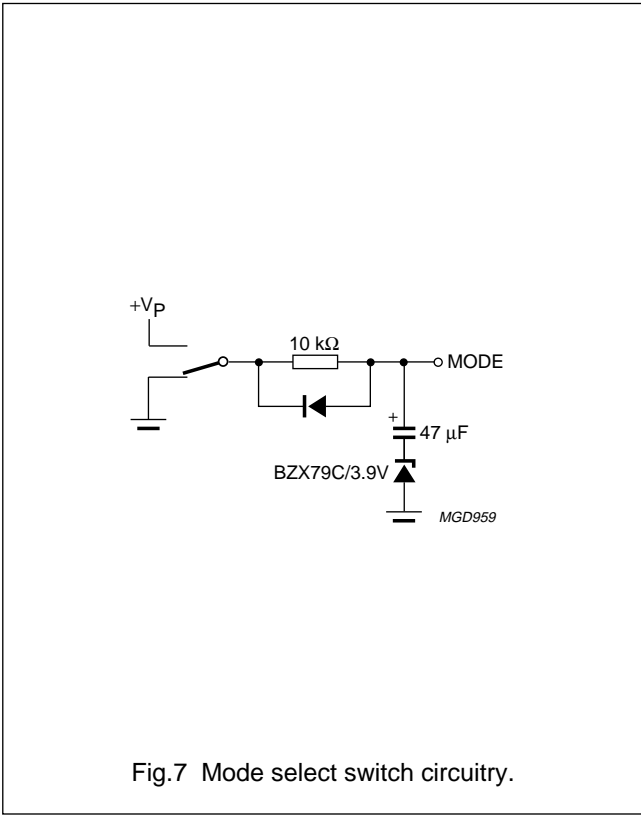 +VP
10 kΩ
MODE
+
47 μF
BZX79C/3.9V
MGD959
Fig.7 Mode select switch circuitry.